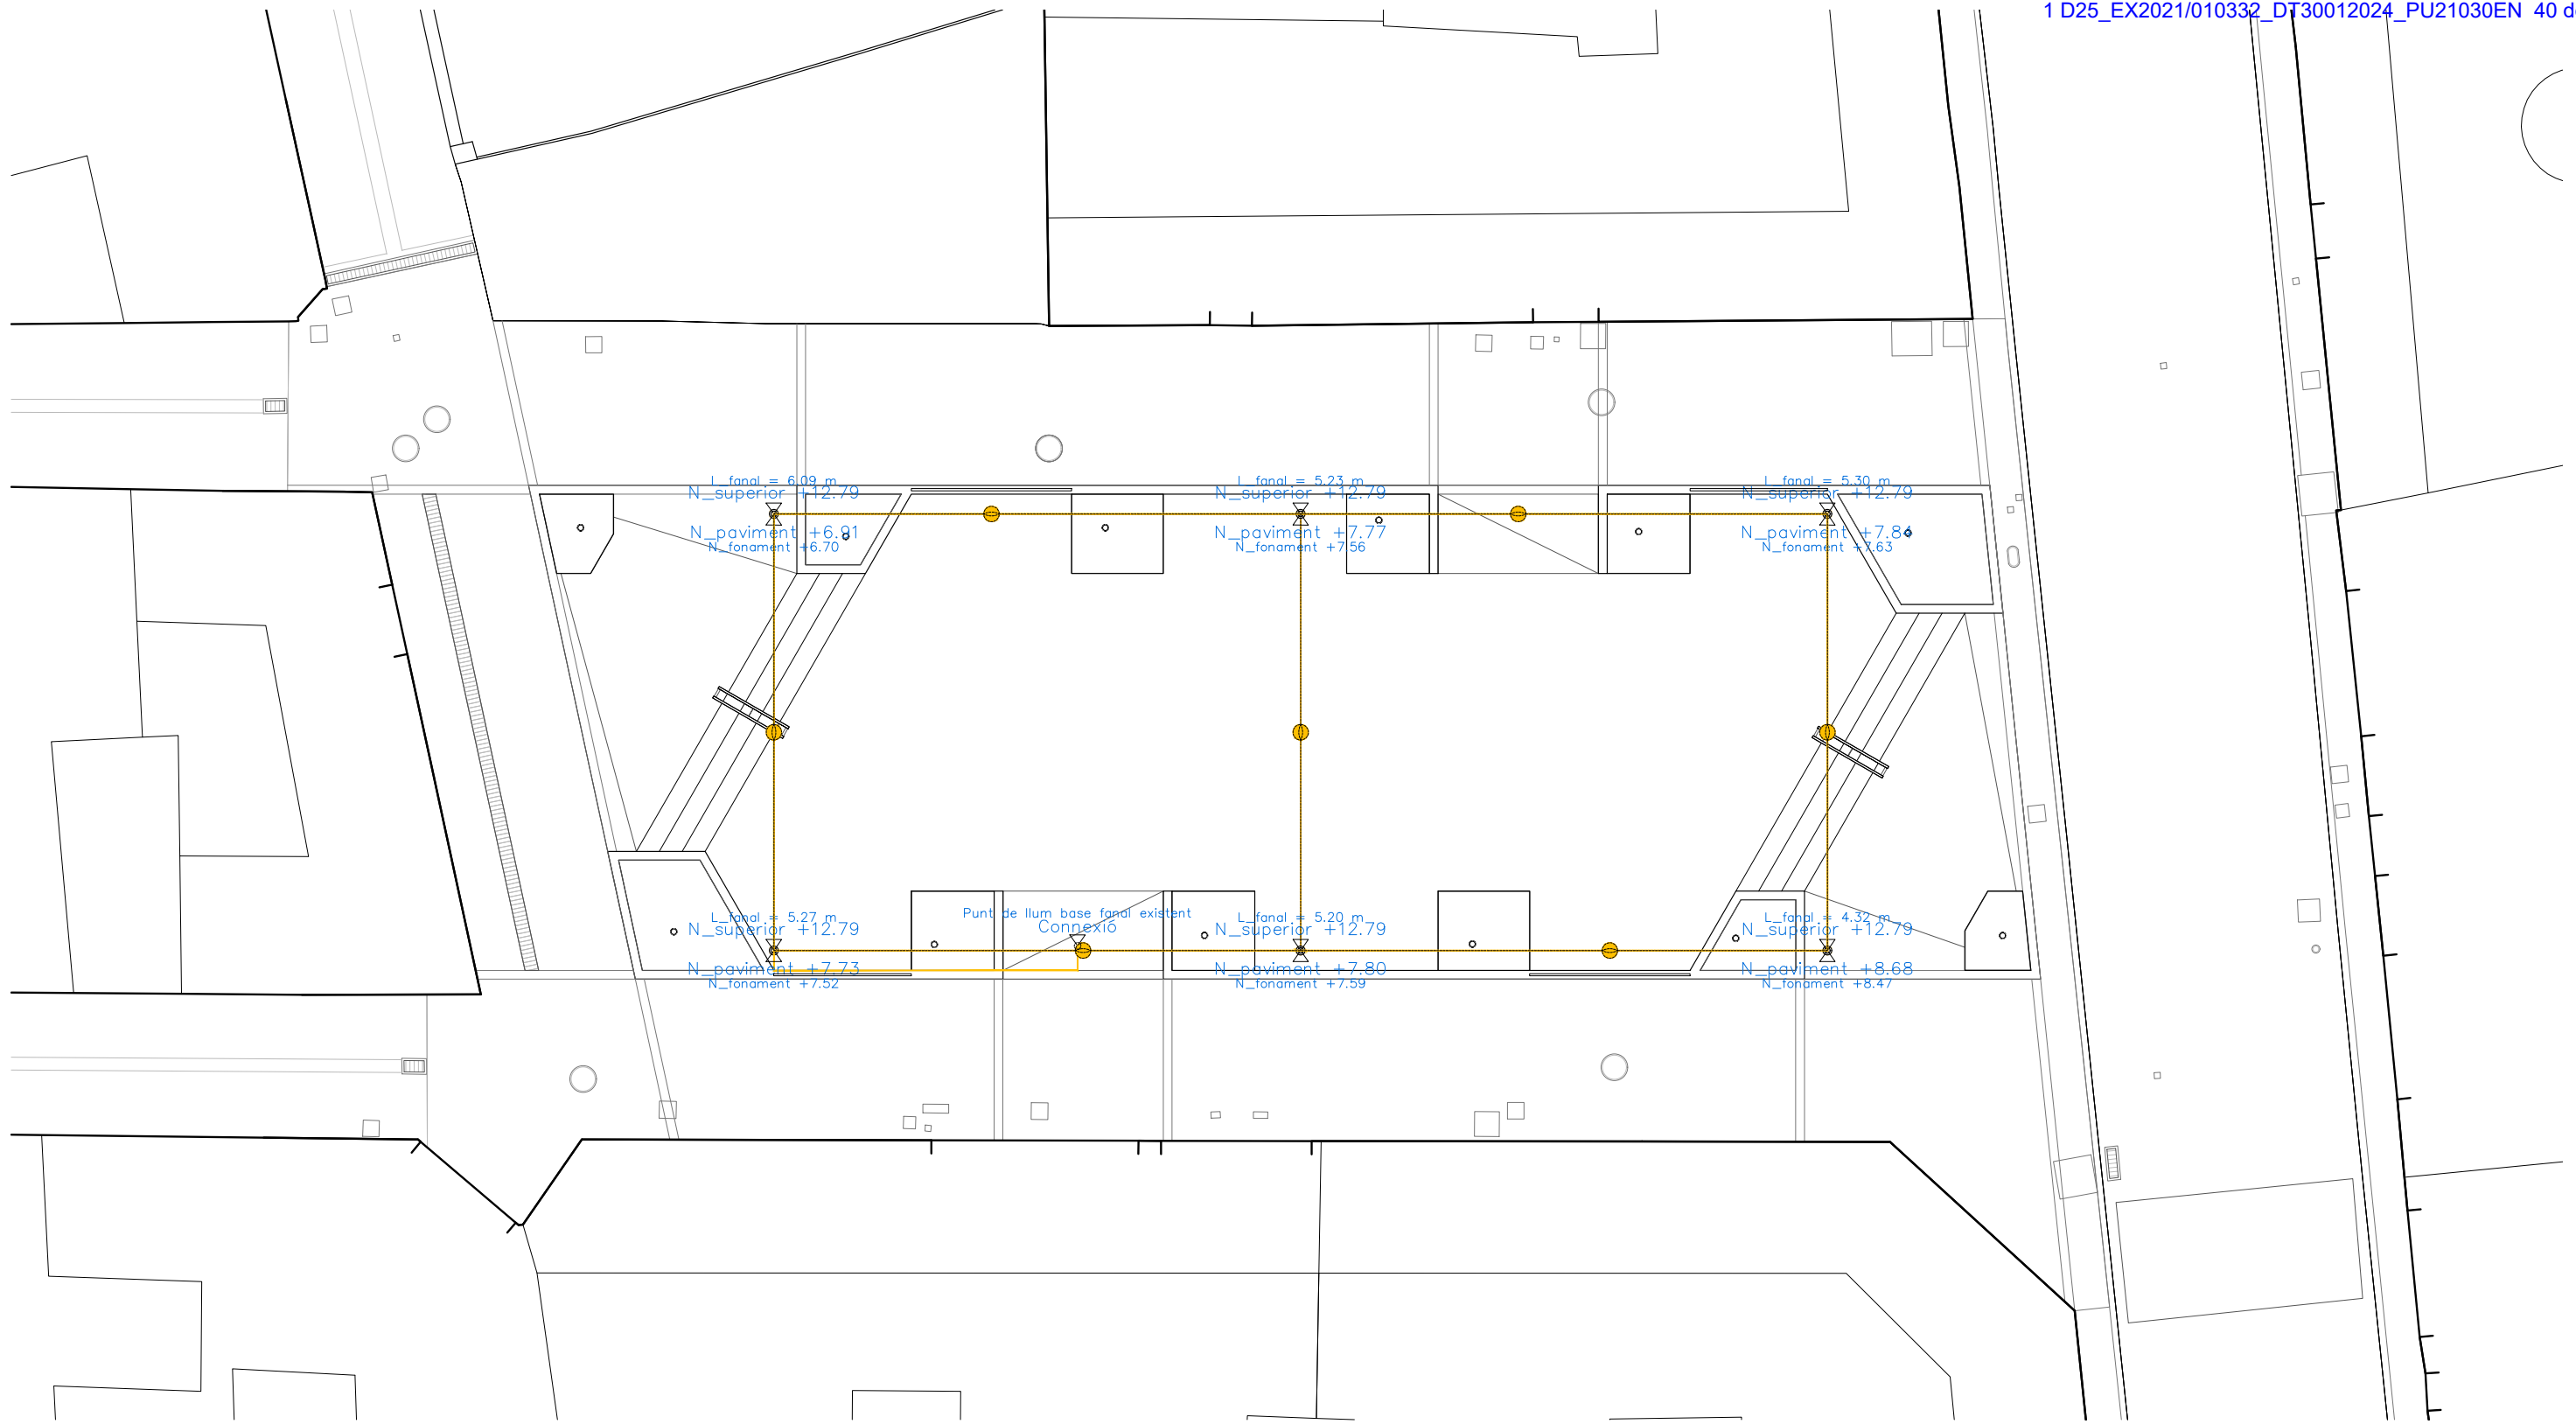 1 D25_EX2021/010332_DT30012024_PU21030EN 40 d
L_fanal = 6.09 m
N_superior +12.79
N_paviment +6.91
N_fonament +6.70
L_fanal = 5.23 m
N_superior +12.79
N_paviment +7.77
N_fonament +7.56
L_fanal = 5.30 m
N_superior +12.79
N_paviment +7.84
N_fonament +7.63
L_fanal = 5.27 m
N_superior +12.79
N_paviment +7.73
N_fonament +7.52
Punt de llum base fanal existent
Connexió
L_fanal = 5.20 m
N_superior +12.79
N_paviment +7.80
N_fonament +7.59
L_fanal = 4.32 m
N_superior +12.79
N_paviment +8.68
N_fonament +8.47